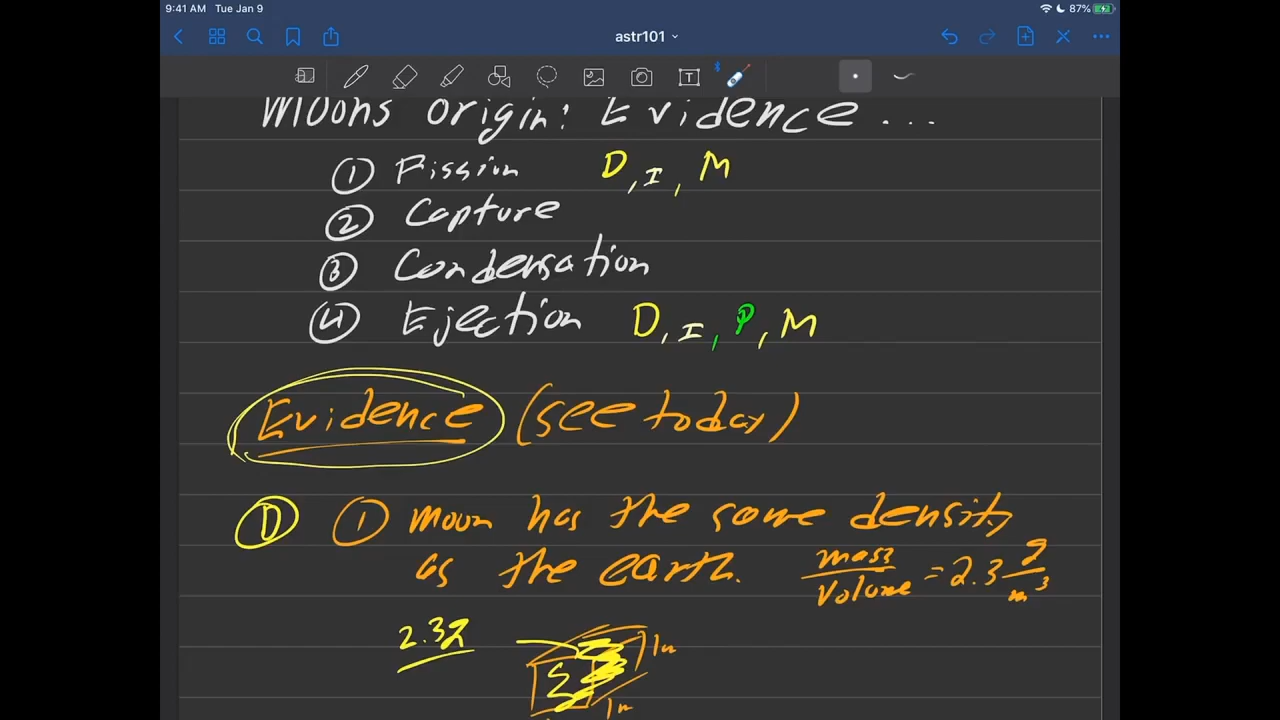 9:41 AM Tue Jan 9 87%
astr101
T
Moons origin: Evidence ...
① Fission D, I, M
② Capture
③ Condensation
④ Ejection D, I, P, M
Evidence (see today)
D ① moon has the same density
as the earth. mass/Volume = 2.3 g/m³
2.3g
1m
1m